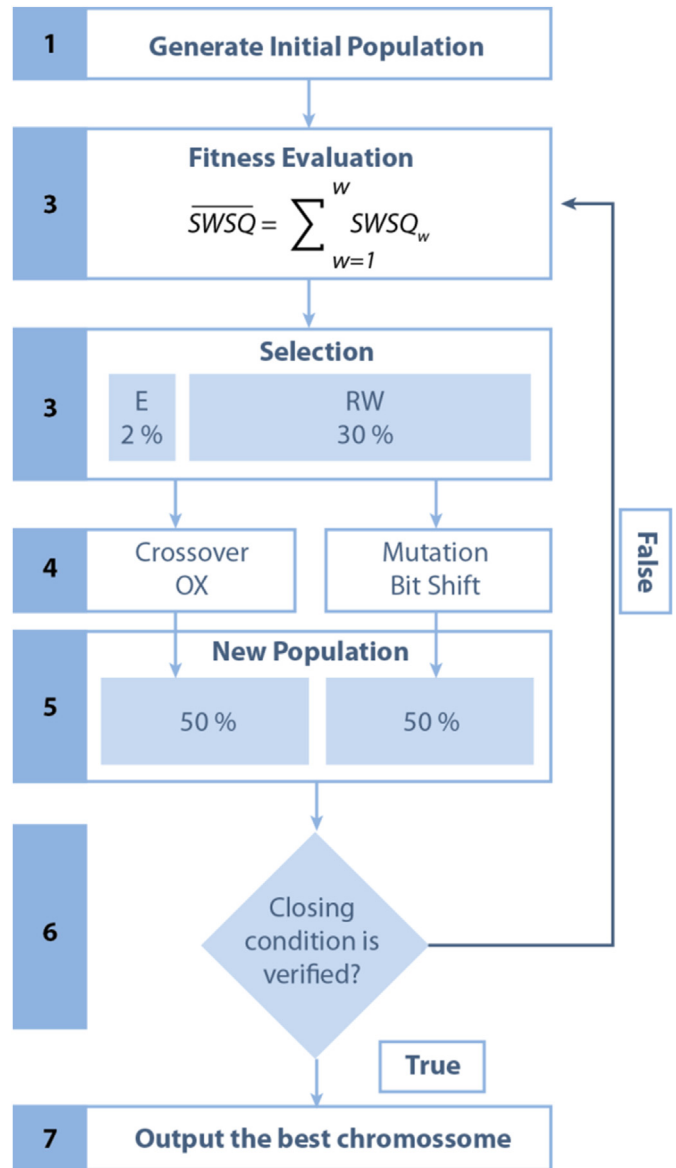 1
Generate Initial Population
3
Fitness Evaluation
w
SWSQ = ∑ SWSQw
w=1
3
Selection
E
2 %
RW
30 %
4
Crossover
OX
Mutation
Bit Shift
False
5
New Population
50 %
50 %
6
Closing
condition is
verified?
True
7
Output the best chromossome